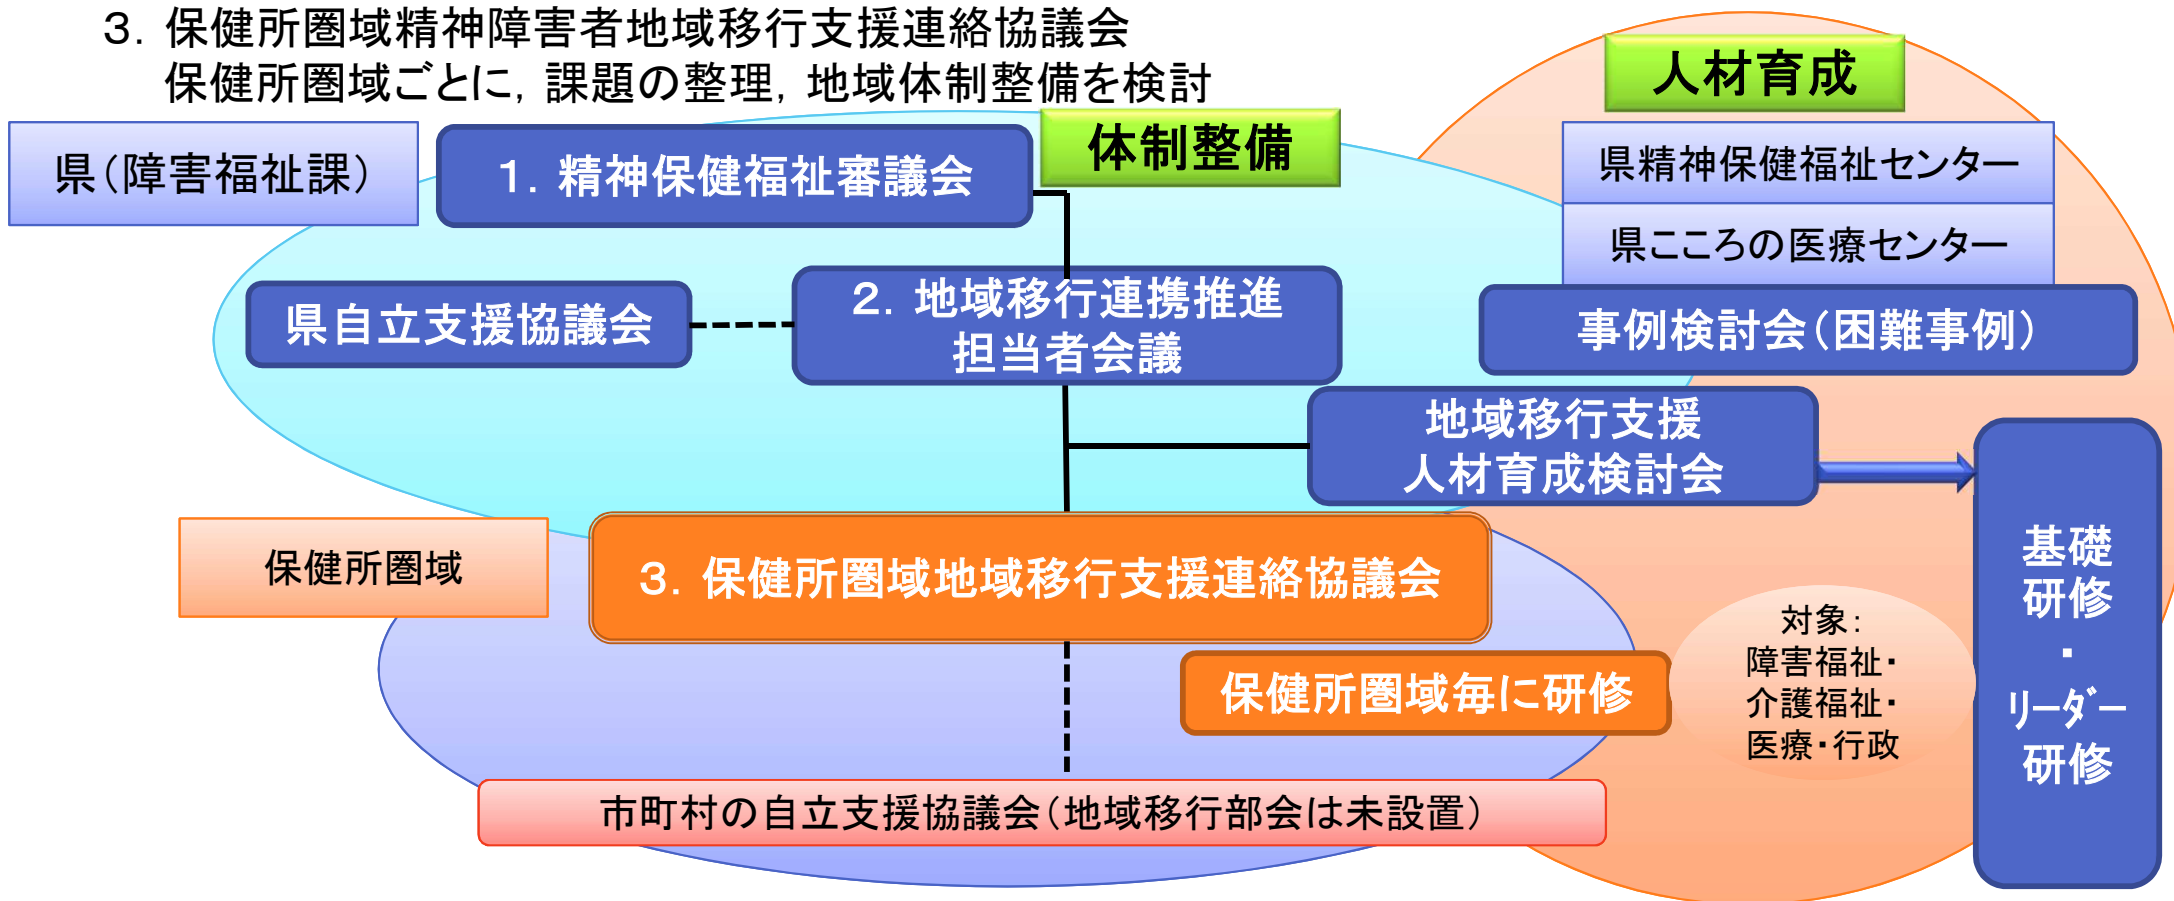 ３．保健所圏域精神障害者地域移行支援連絡協議会
保健所圏域ごとに，課題の整理，地域体制整備を検討
人材育成
体制整備
県（障害福祉課）
１．精神保健福祉審議会
県精神保健福祉センター
県こころの医療センター
県自立支援協議会
２．地域移行連携推進
担当者会議
事例検討会（困難事例）
地域移行支援
人材育成検討会
保健所圏域
３．保健所圏域地域移行支援連絡協議会
基礎
研修
・
ﾘｰﾀﾞｰ
研修
対象：
障害福祉・
介護福祉・
医療・行政
保健所圏域毎に研修
市町村の自立支援協議会（地域移行部会は未設置）